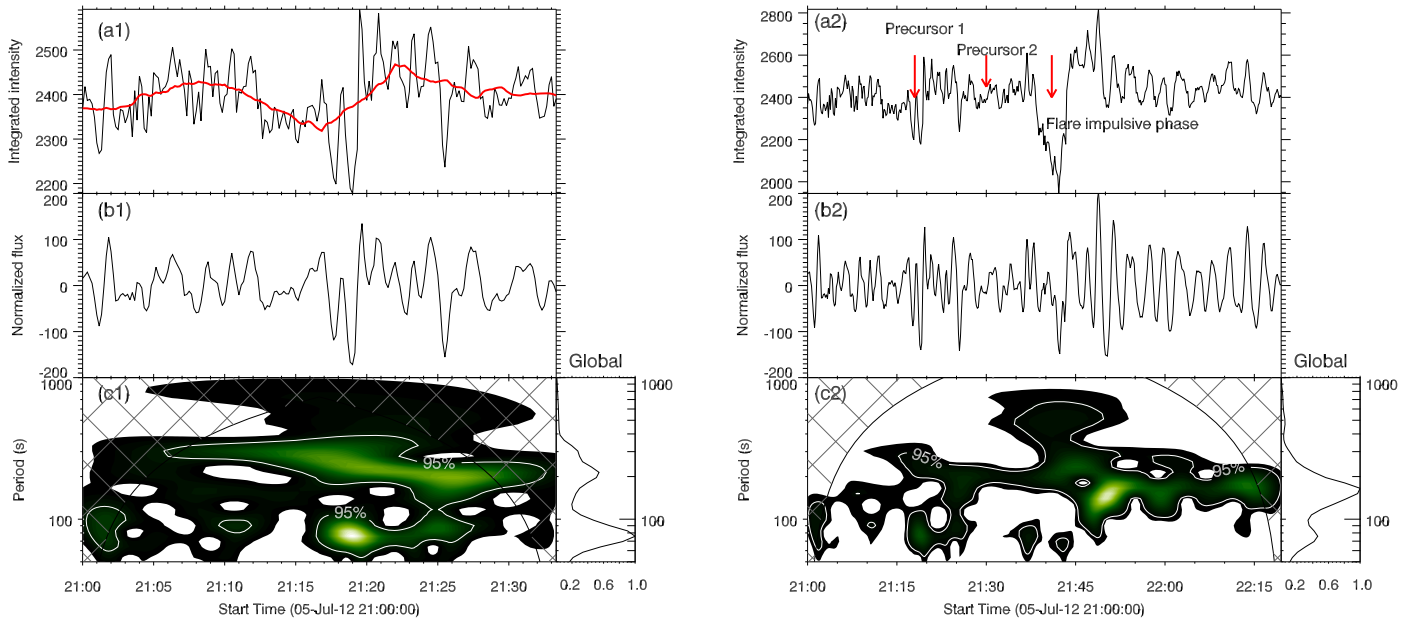 (a1)
Integrated intensity
2500
2400
2300
2200
(b1)
Normalized flux
100
0
-100
-200
Global
(c1)
Period (s)
1000
100
95%
95%
1000
100
21:00
21:05
21:10
21:15
21:20
21:25
21:30
0.2
0.6
1.0
Start Time (05-Jul-12 21:00:00)
(a2)
Precursor 1
Precursor 2
Flare impulsive phase
Integrated intensity
2800
2600
2400
2200
2000
(b2)
Normalized flux
200
100
0
-100
-200
Global
(c2)
Period (s)
1000
100
95%
95%
1000
100
21:00
21:15
21:30
21:45
22:00
22:15
0.2
0.6
1.0
Start Time (05-Jul-12 21:00:00)